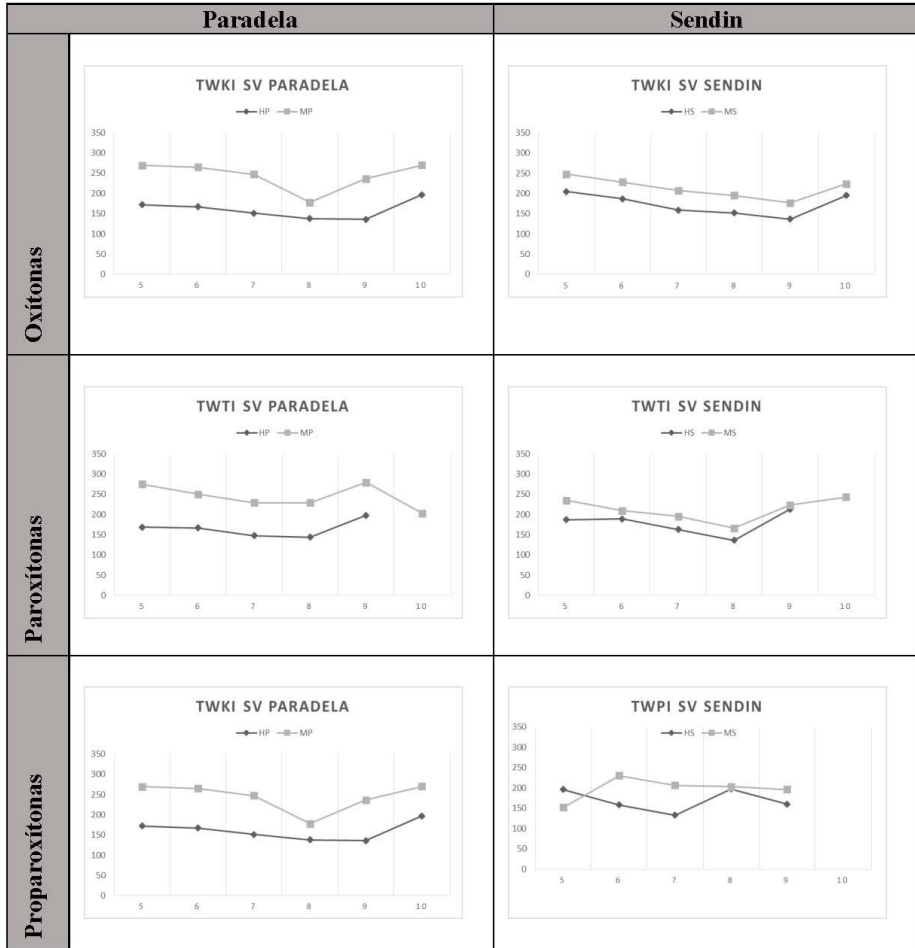 Paradela Sendin
Oxítonas
TWKI SV PARADELA
HP MP
350
300
250
200
150
100
50
0
5 6 7 8 9 10
TWKI SV SENDIN
HS MS
350
300
250
200
150
100
50
0
5 6 7 8 9 10
Paroxítonas
TWTI SV PARADELA
HP MP
350
300
250
200
150
100
50
0
5 6 7 8 9 10
TWTI SV SENDIN
HS MS
350
300
250
200
150
100
50
0
5 6 7 8 9 10
Proparoxítonas
TWKI SV PARADELA
HP MP
350
300
250
200
150
100
50
0
5 6 7 8 9 10
TWPI SV SENDIN
HS MS
350
300
250
200
150
100
50
0
5 6 7 8 9 10